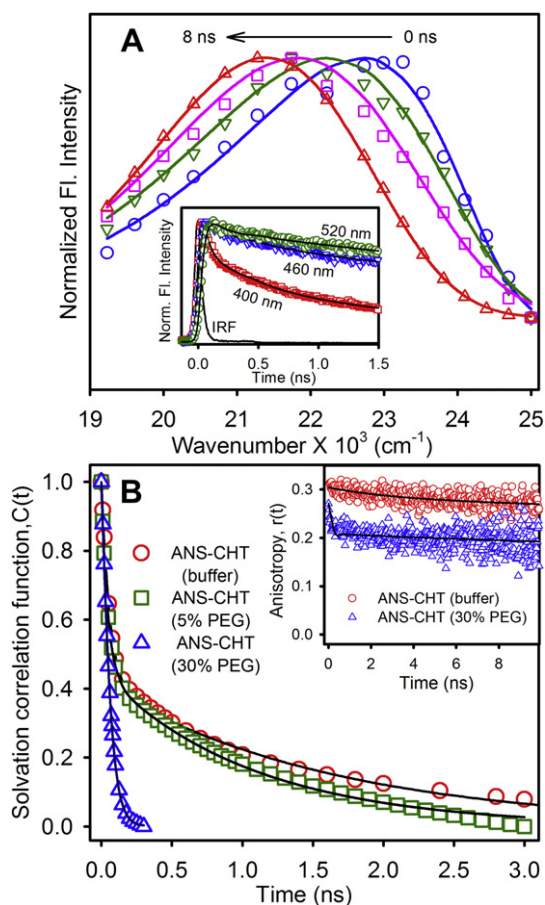 A
8 ns
0 ns
Normalized Fl. Intensity
Norm. Fl. Intensity
520 nm
460 nm
400 nm
IRF
0.0 0.5 1.0 1.5
Time (ns)
19 20 21 22 23 24 25
Wavenumber X 10³ (cm⁻¹)
B
Solvation correlation function,C(t)
1.0
0.8
0.6
0.4
0.2
0.0
ANS-CHT
(buffer)
ANS-CHT
(5% PEG)
ANS-CHT
(30% PEG)
Anisotropy, r(t)
0.3
0.2
0.0
ANS-CHT (buffer)
ANS-CHT (30% PEG)
0 2 4 6 8
Time (ns)
0.0 0.5 1.0 1.5 2.0 2.5 3.0
Time (ns)